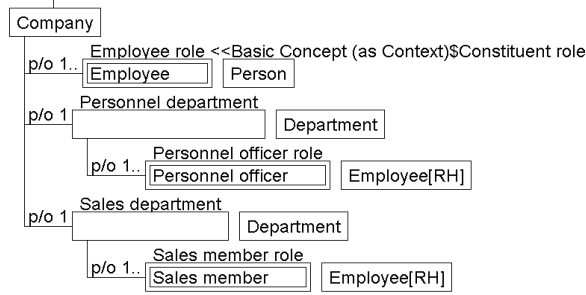 Company
Employee role <<Basic Concept (as Context)$Constituent role
p/o 1.. Employee Person
Personnel department
p/o 1 Department
Personnel officer role
p/o 1.. Personnel officer Employee[RH]
Sales department
p/o 1 Department
Sales member role
p/o 1.. Sales member Employee[RH]